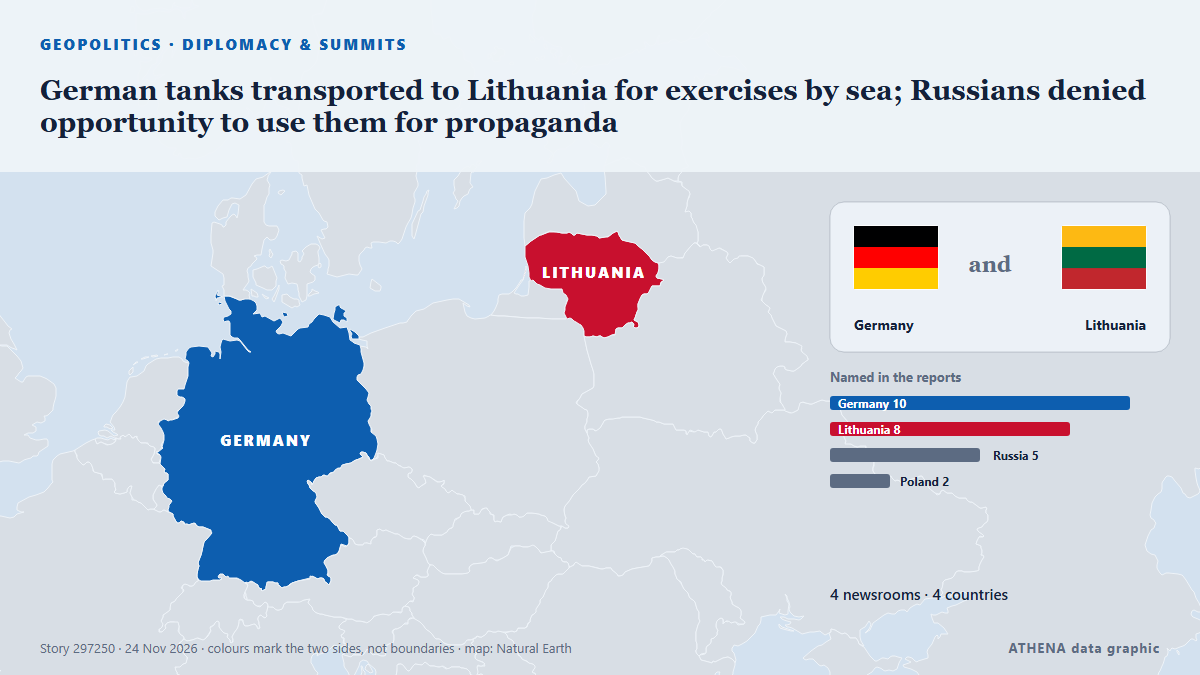 GEOPOLITICS · DIPLOMACY & SUMMITS
German tanks transported to Lithuania for exercises by sea; Russians denied
opportunity to use them for propaganda
LITHUANIA
GERMANY
and
Germany
Lithuania
Named in the reports
Germany 10
Lithuania 8
Russia 5
Poland 2
4 newsrooms · 4 countries
Story 297250 · 24 Nov 2026 · colours mark the two sides, not boundaries · map: Natural Earth
ATHENA data graphic